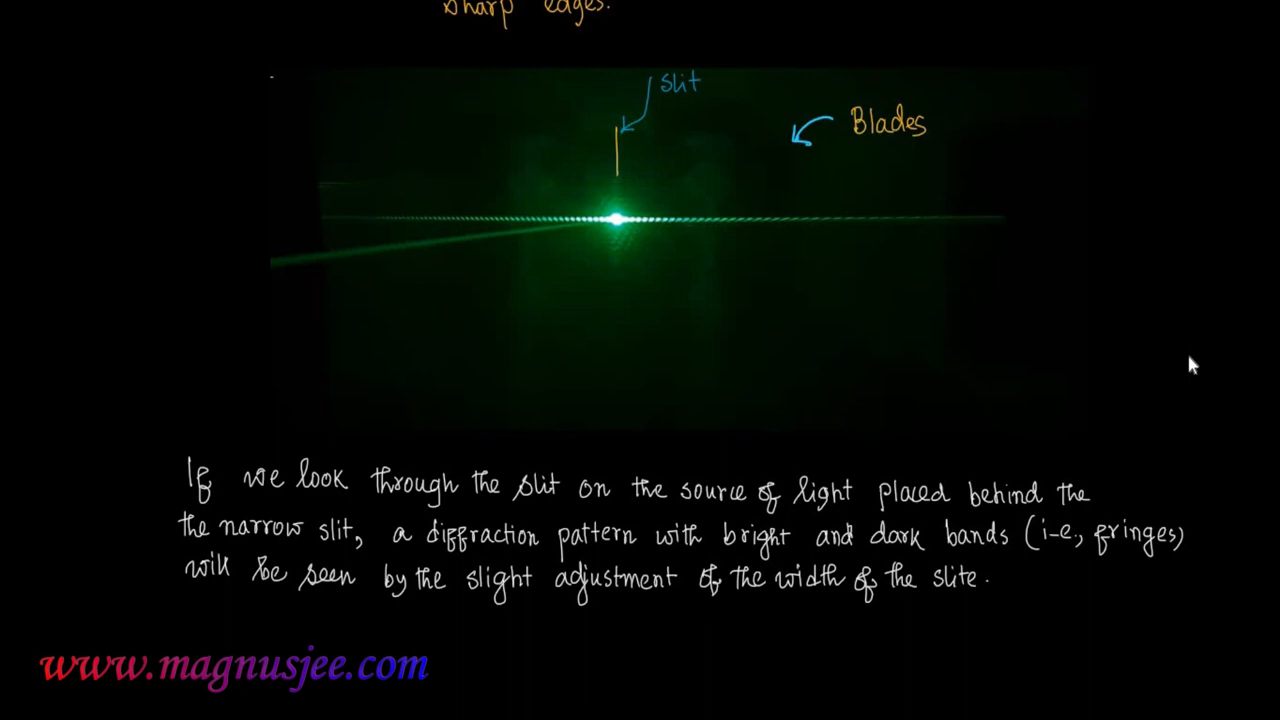 sharp edges.
slit
Blades
If we look through the slit on the source of light placed behind the
the narrow slit, a diffraction pattern with bright and dark bands (i-e., fringes)
will be seen by the slight adjustment of the width of the slite.
www.magnusjee.com